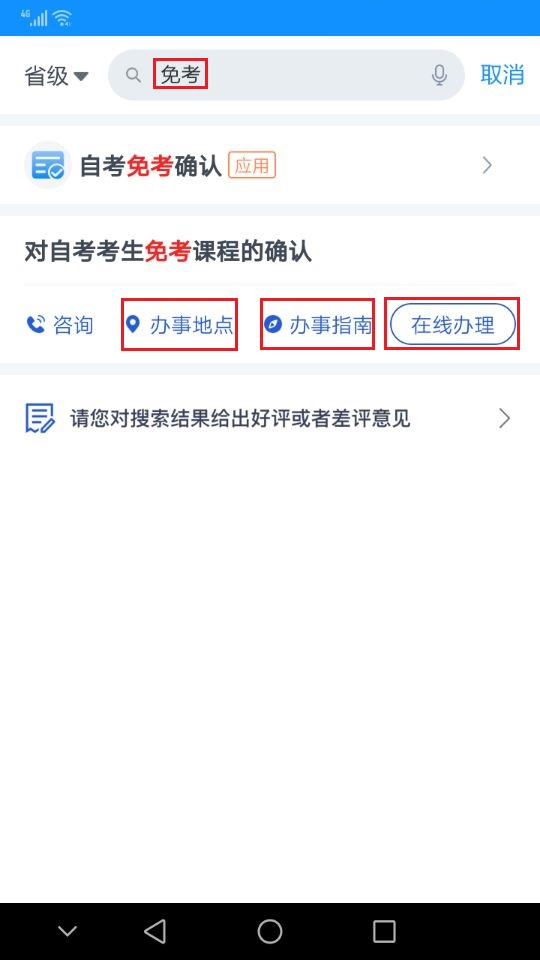 4G
省级 免考 取消
自考免考确认 应用
对自考考生免考课程的确认
咨询 办事地点 办事指南 在线办理
请您对搜索结果给出好评或者差评意见